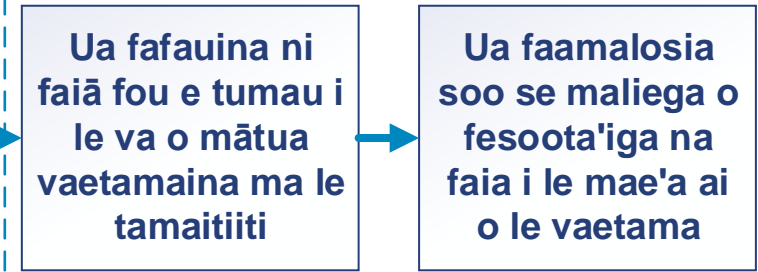 Ua fafauina ni
faiā fou e tumau i
le va o mātua
vaetamaina ma le
tamaitiiti
Ua faamalosia
soo se maliega o
fesoota'iga na
faia i le mae'a ai
o le vaetama